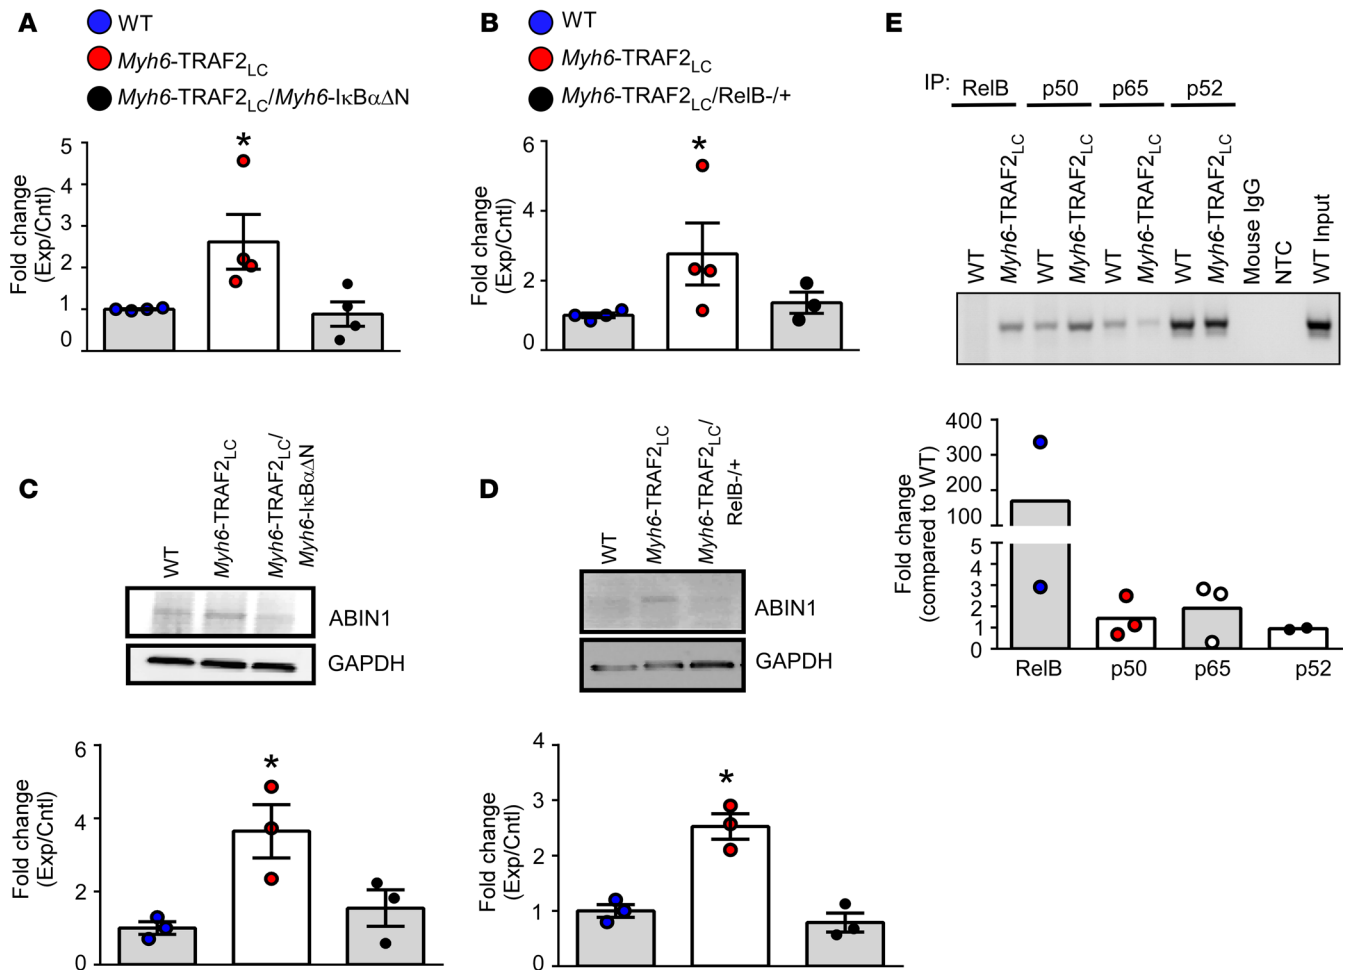 A
WT
Myh6-TRAF2LC
Myh6-TRAF2LC/Myh6-IκBαΔN
5
4
3
2
1
0
Fold change
(Exp/Cntl)
*
B
WT
Myh6-TRAF2LC
Myh6-TRAF2LC/RelB-/+
6
4
2
0
Fold change
(Exp/Cntl)
*
C
WT
Myh6-TRAF2LC
Myh6-TRAF2LC/
Myh6-IκBαΔN
ABIN1
GAPDH
6
4
2
0
Fold change
(Exp/Cntl)
*
D
WT
Myh6-TRAF2LC
Myh6-TRAF2LC/
RelB-/+
ABIN1
GAPDH
4
3
2
1
0
Fold change
(Exp/Cntl)
*
E
IP: RelB p50 p65 p52
WT
Myh6-TRAF2LC
WT
Myh6-TRAF2LC
WT
Myh6-TRAF2LC
WT
Myh6-TRAF2LC
Mouse IgG
NTC
WT Input
400
300
200
100
5
4
3
2
1
0
Fold change
(compared to WT)
RelB p50 p65 p52